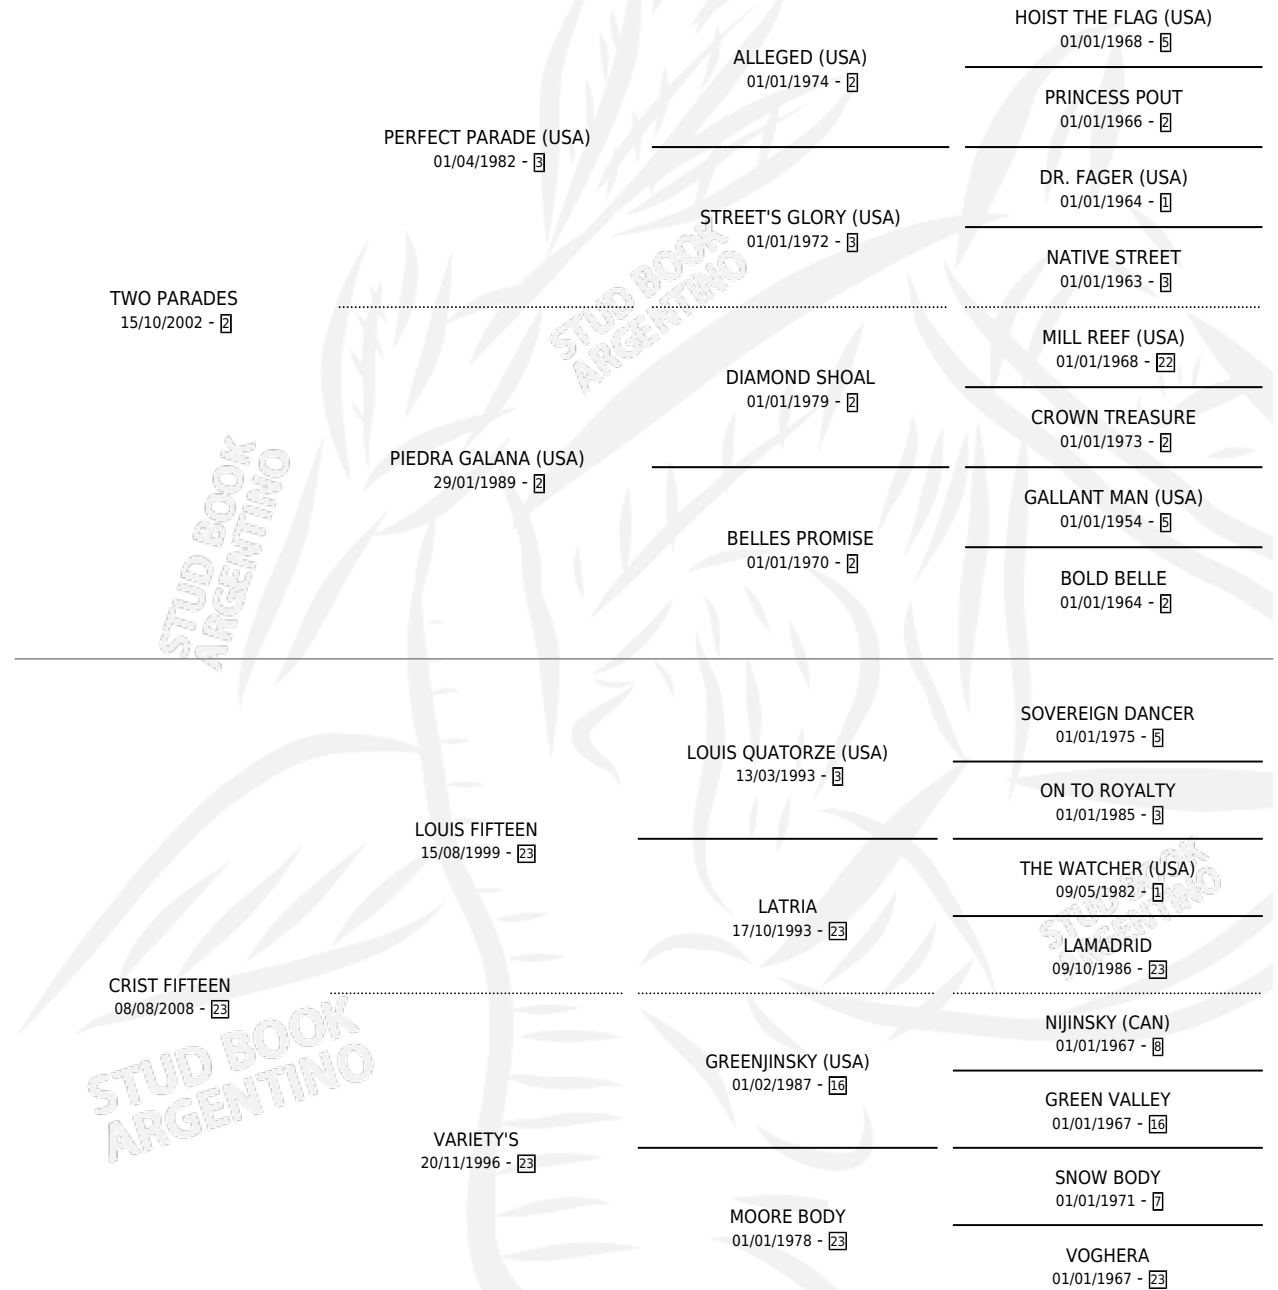 HOIST THE FLAG (USA)
01/01/1968 - 5
ALLEGED (USA)
01/01/1974 - 2
PRINCESS POUT
01/01/1966 - 2
PERFECT PARADE (USA)
01/04/1982 - 3
DR. FAGER (USA)
01/01/1964 - 1
STREET'S GLORY (USA)
01/01/1972 - 3
NATIVE STREET
01/01/1963 - 3
TWO PARADES
15/10/2002 - 2
STUD BOOK
ARGENTINO
MILL REEF (USA)
01/01/1968 - 22
DIAMOND SHOAL
01/01/1979 - 2
CROWN TREASURE
01/01/1973 - 2
PIEDRA GALANA (USA)
29/01/1989 - 2
GALLANT MAN (USA)
01/01/1954 - 5
BELLES PROMISE
01/01/1970 - 2
BOLD BELLE
01/01/1964 - 2
STUD BOOK
ARGENTINO
SOVEREIGN DANCER
01/01/1975 - 5
LOUIS QUATORZE (USA)
13/03/1993 - 3
ON TO ROYALTY
01/01/1985 - 3
LOUIS FIFTEEN
15/08/1999 - 23
THE WATCHER (USA)
09/05/1982 - 1
LATRIA
17/10/1993 - 23
LAMADRID
09/10/1986 - 23
STUD BOOK
ARGENTINO
CRIST FIFTEEN
08/08/2008 - 23
NIJINSKY (CAN)
01/01/1967 - 8
GREENJINSKY (USA)
01/02/1987 - 16
GREEN VALLEY
01/01/1967 - 16
STUD BOOK
ARGENTINO
VARIETY'S
20/11/1996 - 23
SNOW BODY
01/01/1971 - 7
MOORE BODY
01/01/1978 - 23
VOGHERA
01/01/1967 - 23